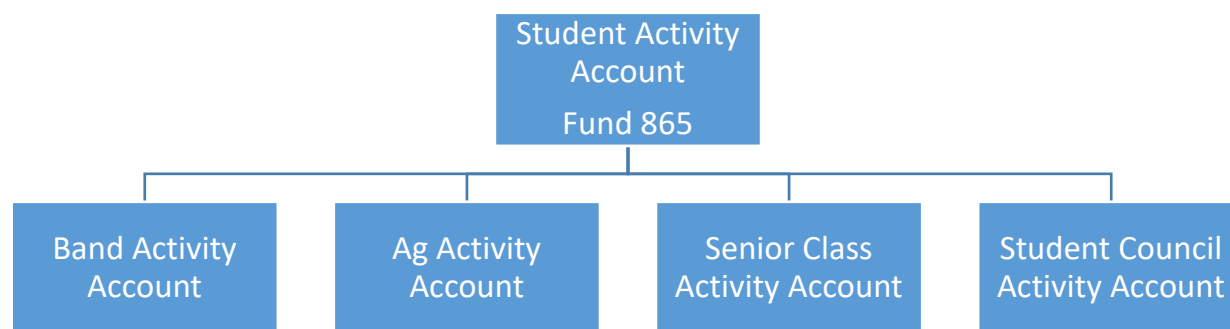 Student Activity
Account
Fund 865
Band Activity
Account
Ag Activity
Account
Senior Class
Activity Account
Student Council
Activity Account